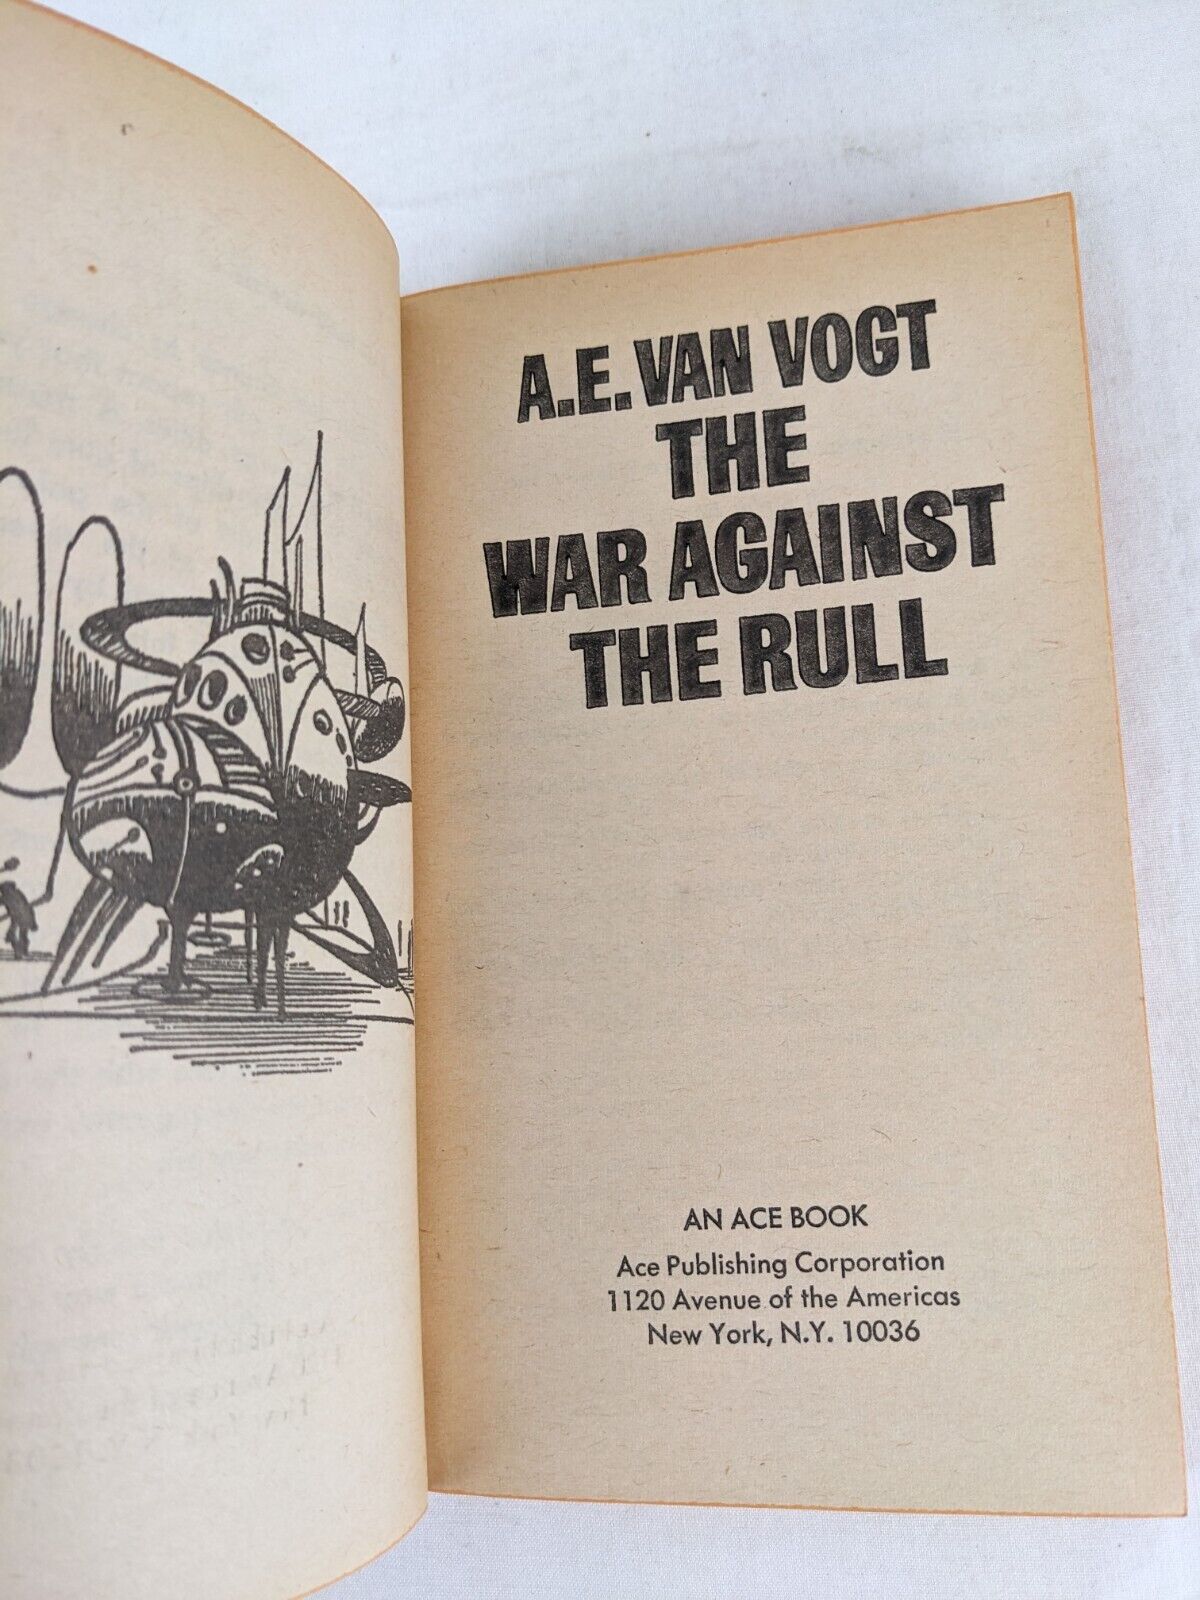 A.E. VAN VOGT
THE
WAR AGAINST
THE RULL
AN ACE BOOK
Ace Publishing Corporation
1120 Avenue of the Americas
New York, N.Y. 10036